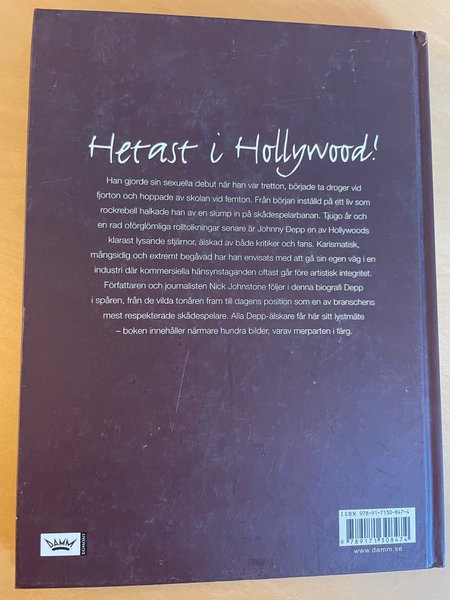 Hetast i Hollywood!
Han gjorde sin sexuella debut när han var tretton, började ta droger vid
fjorton och hoppade av skolan vid femton. Från början inställd på ett liv som
rockrebell halkade han av en slump in på skådespelarbanan. Tjugo år och
en rad oförglömliga rolltolkningar senare är Johnny Depp en av Hollywoods
klarast lysande stjärnor, älskad av både kritiker och fans. Karismatisk,
mångsidig och extremt begåvad har han envisats med att gå sin egen väg i en
industri där kommersiella hänsynstaganden oftast går före artistisk integritet.
Författaren och journalisten Nick Johnstone följer i denna biografi Depp
i spåren, från de vilda tonåren fram till dagens position som en av branschens
mest respekterade skådespelare. Alla Depp-älskare får här sitt lystmäte
– boken innehåller närmare hundra bilder, varav merparten i färg.
DAMM
EGMONT
ISBN 978-91-7130-847-4
9 789171 308474
www.damm.se